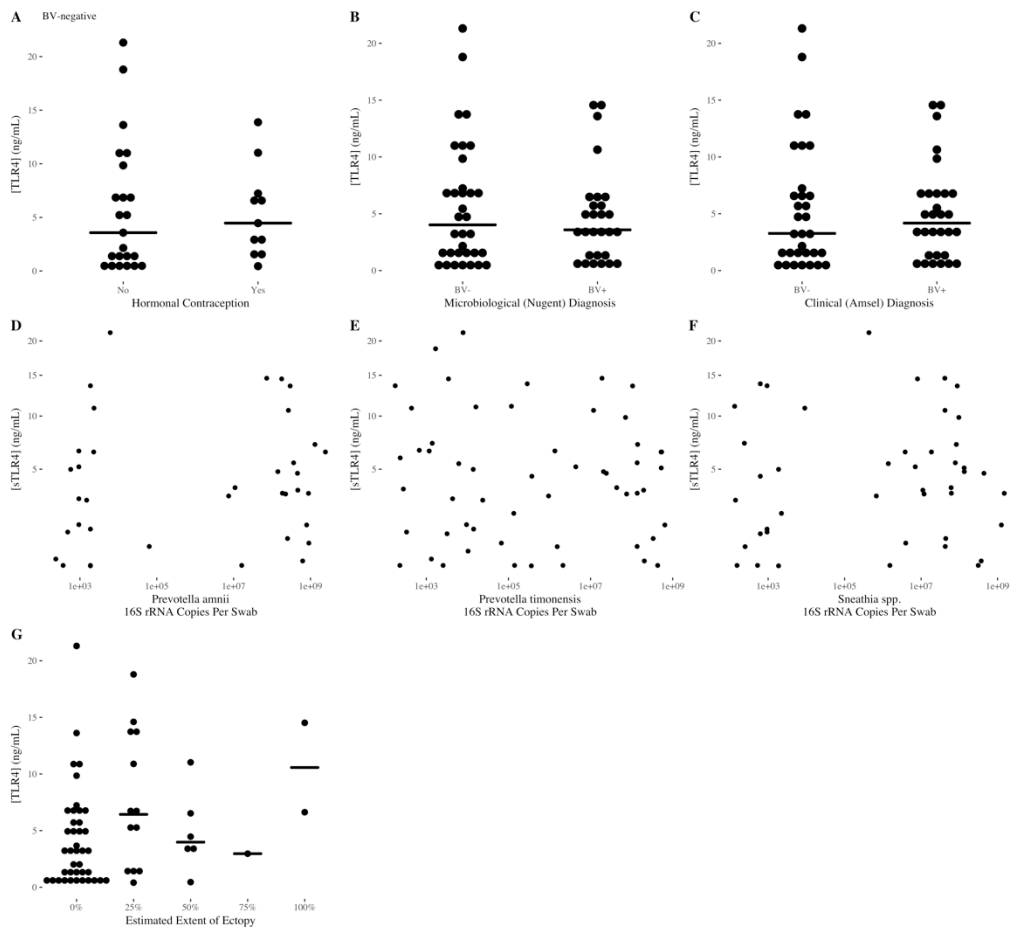 A
BV-negative
[TLR4] (ng/mL)
20
15
10
5
0
No
Yes
Hormonal Contraception
B
[TLR4] (ng/mL)
20
15
10
5
0
BV-
BV+
Microbiological (Nugent) Diagnosis
C
[TLR4] (ng/mL)
20
15
10
5
0
BV-
BV+
Clinical (Amsel) Diagnosis
D
[sTLR4] (ng/mL)
20
15
10
5
1e+03
1e+05
1e+07
1e+09
Prevotella amnii
16S rRNA Copies Per Swab
E
[sTLR4] (ng/mL)
20
15
10
5
1e+03
1e+05
1e+07
1e+09
Prevotella timonensis
16S rRNA Copies Per Swab
F
[sTLR4] (ng/mL)
20
15
10
5
1e+03
1e+05
1e+07
1e+09
Sneathia spp.
16S rRNA Copies Per Swab
G
[TLR4] (ng/mL)
20
15
10
5
0
0%
25%
50%
75%
100%
Estimated Extent of Ectopy